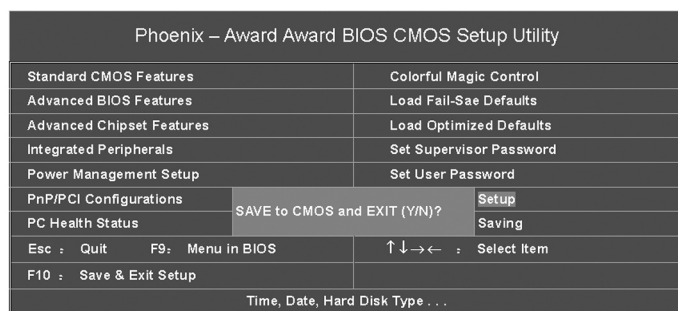 Phoenix – Award Award BIOS CMOS Setup Utility
Standard CMOS Features Colorful Magic Control
Advanced BIOS Features Load Fail-Sae Defaults
Advanced Chipset Features Load Optimized Defaults
Integrated Peripherals Set Supervisor Password
Power Management Setup Set User Password
PnP/PCI Configurations Setup
SAVE to CMOS and EXIT (Y/N)?
PC Health Status Saving
Esc : Quit F9: Menu in BIOS ↑↓→← : Select Item
F10 : Save & Exit Setup
Time, Date, Hard Disk Type . . .